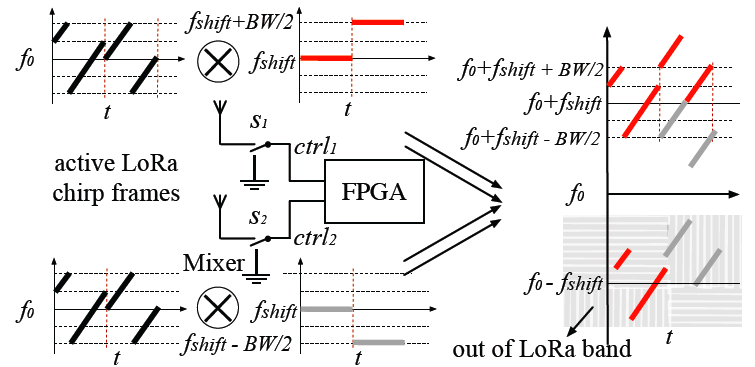 fshift+BW/2
f0
fshift
t
t
s1
ctrl1
active LoRa
chirp frames
FPGA
s2
ctrl2
Mixer
f0
fshift
fshift - BW/2
t
t
f0+fshift + BW/2
f0+fshift
f0+fshift - BW/2
f0
f0 - fshift
t
out of LoRa band